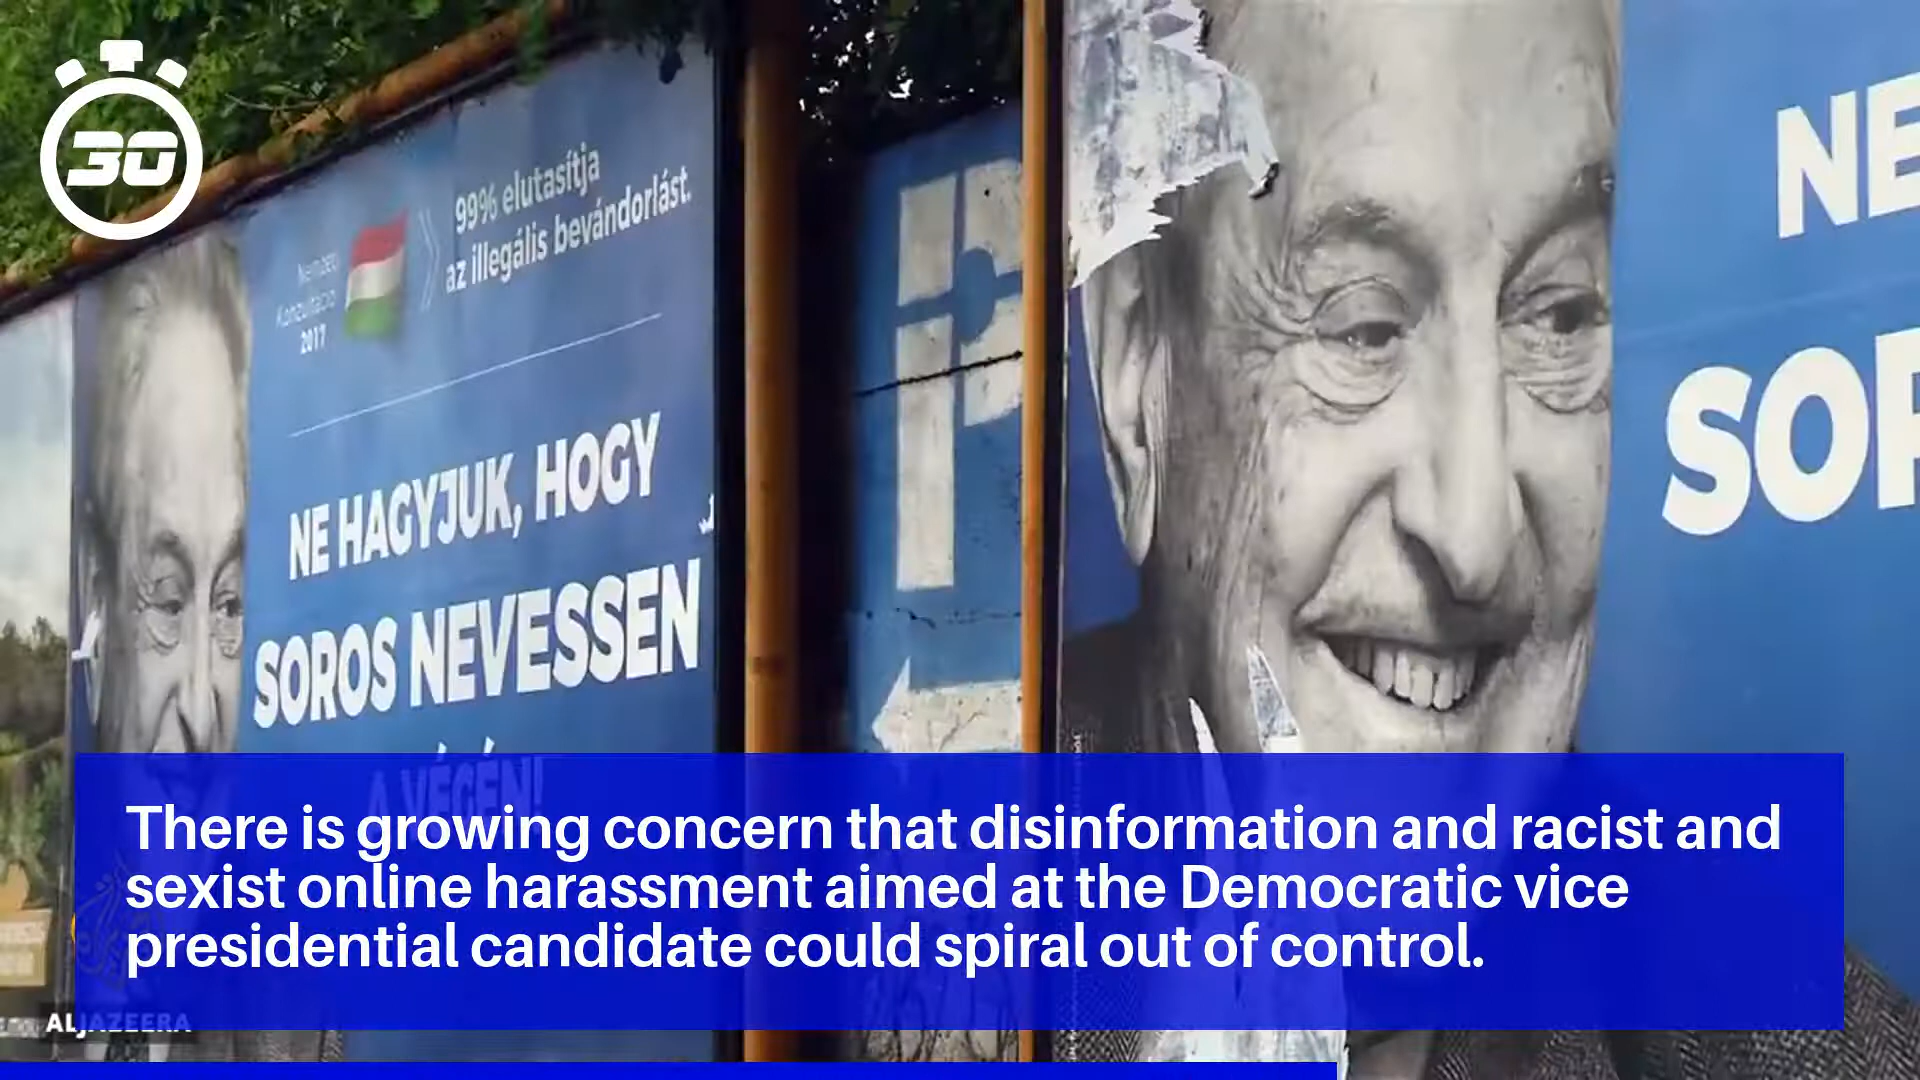 30
99% elutasítja
az illegális bevándorlást.
Nemzeti
Konzultáció
2017
NE HAGYJUK, HOGY
SOROS NEVESSEN
A VÉGÉN!
NE
SOR
There is growing concern that disinformation and racist and
sexist online harassment aimed at the Democratic vice
presidential candidate could spiral out of control.
ALJAZEERA